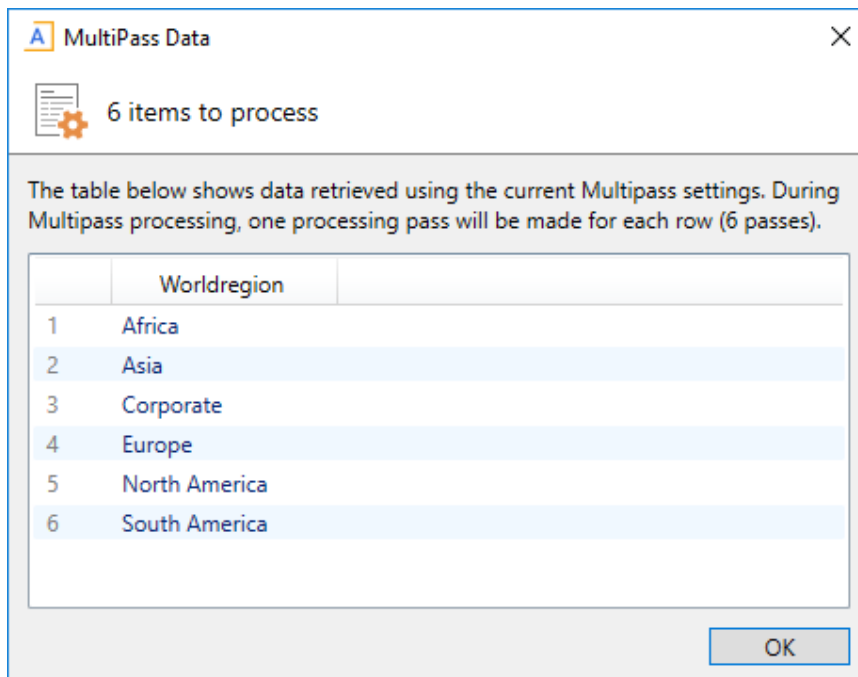 A MultiPass Data
6 items to process
The table below shows data retrieved using the current Multipass settings. During
Multipass processing, one processing pass will be made for each row (6 passes).
Worldregion
1 Africa
2 Asia
3 Corporate
4 Europe
5 North America
6 South America
OK